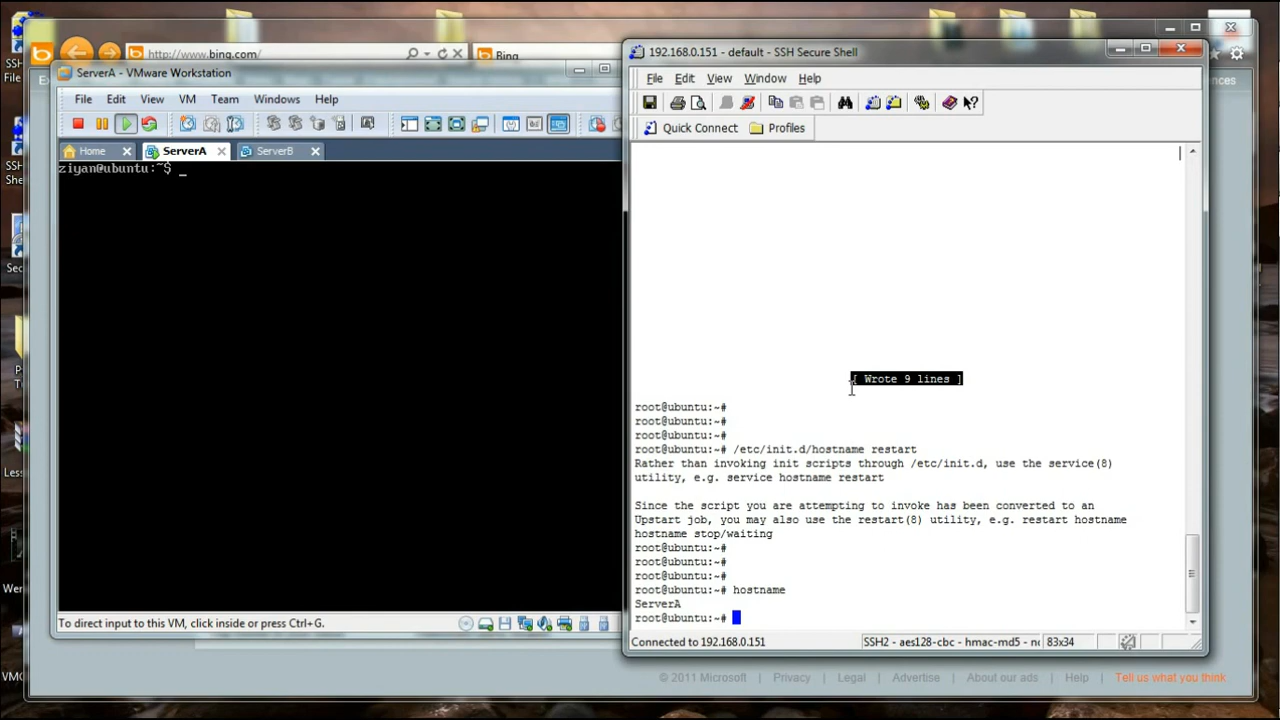 SSH
File
http://www.bing.com/
Bing
ServerA - VMware Workstation
File Edit View VM Team Windows Help
Home
ServerA
ServerB
ziyan@ubuntu:~$ _
To direct input to this VM, click inside or press Ctrl+G.
192.168.0.151 - default - SSH Secure Shell
File Edit View Window Help
Quick Connect Profiles
[ Wrote 9 lines ]
root@ubuntu:~#
root@ubuntu:~#
root@ubuntu:~#
root@ubuntu:~# /etc/init.d/hostname restart
Rather than invoking init scripts through /etc/init.d, use the service(8)
utility, e.g. service hostname restart
Since the script you are attempting to invoke has been converted to an
Upstart job, you may also use the restart(8) utility, e.g. restart hostname
hostname stop/waiting
root@ubuntu:~#
root@ubuntu:~#
root@ubuntu:~#
root@ubuntu:~# hostname
ServerA
root@ubuntu:~#
Connected to 192.168.0.151
SSH2 - aes128-cbc - hmac-md5 - nc 83x34
© 2011 Microsoft | Privacy | Legal | Advertise | About our ads | Help | Tell us what you think